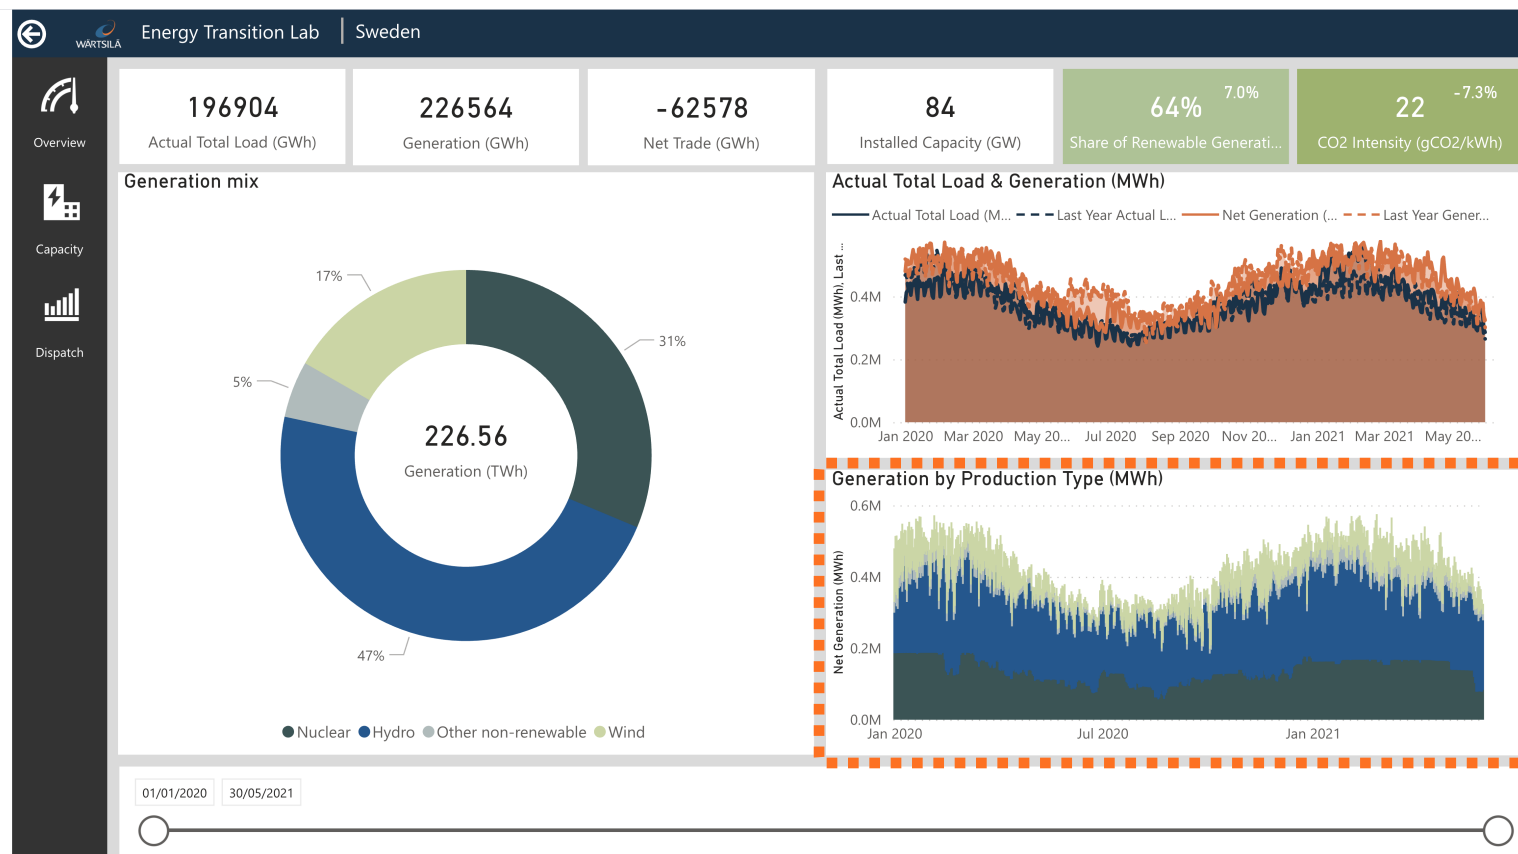 WÄRTSILÄ
Energy Transition Lab | Sweden
Overview
Capacity
Dispatch
196904
Actual Total Load (GWh)
226564
Generation (GWh)
-62578
Net Trade (GWh)
84
Installed Capacity (GW)
64%
7.0%
Share of Renewable Generati...
22
-7.3%
CO2 Intensity (gCO2/kWh)
Generation mix
17%
31%
5%
47%
226.56
Generation (TWh)
Nuclear Hydro Other non-renewable Wind
Actual Total Load & Generation (MWh)
Actual Total Load (M... Last Year Actual L... Net Generation (... Last Year Gener...
Actual Total Load (MWh), Last ...
0.4M
0.2M
0.0M
Jan 2020 Mar 2020 May 20... Jul 2020 Sep 2020 Nov 20... Jan 2021 Mar 2021 May 20...
Generation by Production Type (MWh)
Net Generation (MWh)
0.6M
0.4M
0.2M
0.0M
Jan 2020 Jul 2020 Jan 2021
01/01/2020 30/05/2021